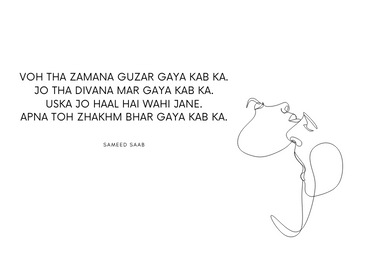 VOH THA ZAMANA GUZAR GAYA KAB KA.
JO THA DIVANA MAR GAYA KAB KA.
USKA JO HAAL HAI WAHI JANE.
APNA TOH ZHAKHM BHAR GAYA KAB KA.
SAMEED SAAB